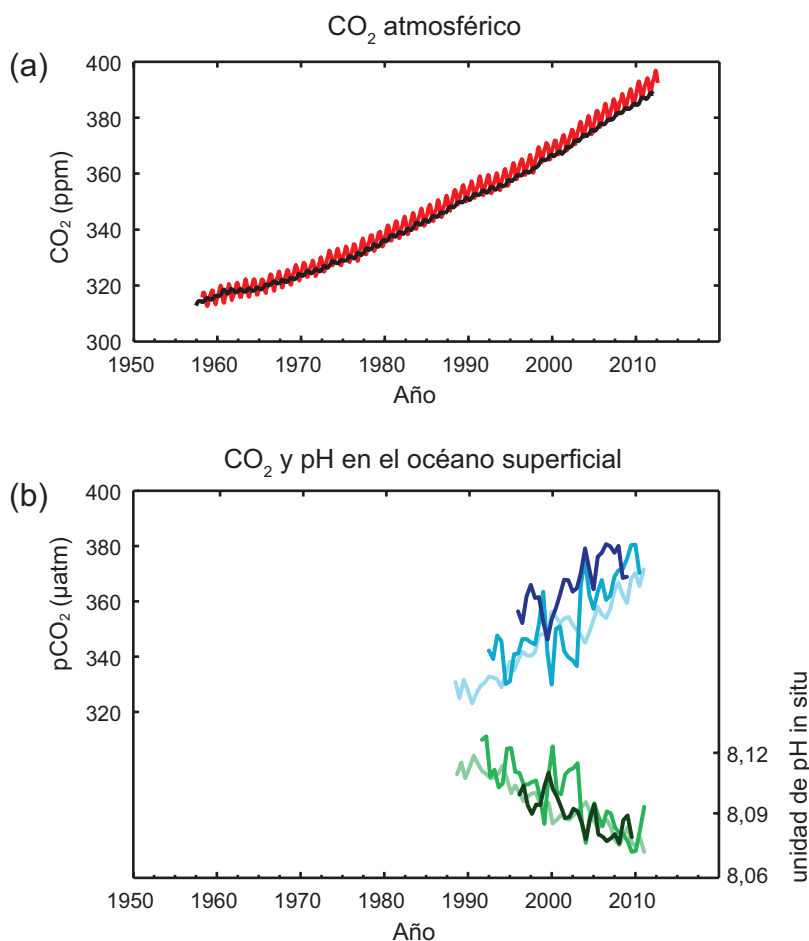 CO₂ atmosférico
(a)
400
380
360
340
320
300
CO₂ (ppm)
1950 1960 1970 1980 1990 2000 2010
Año
CO₂ y pH en el océano superficial
(b)
400
380
360
340
320
pCO₂ (µatm)
8,12
8,09
8,06
unidad de pH in situ
1950 1960 1970 1980 1990 2000 2010
Año